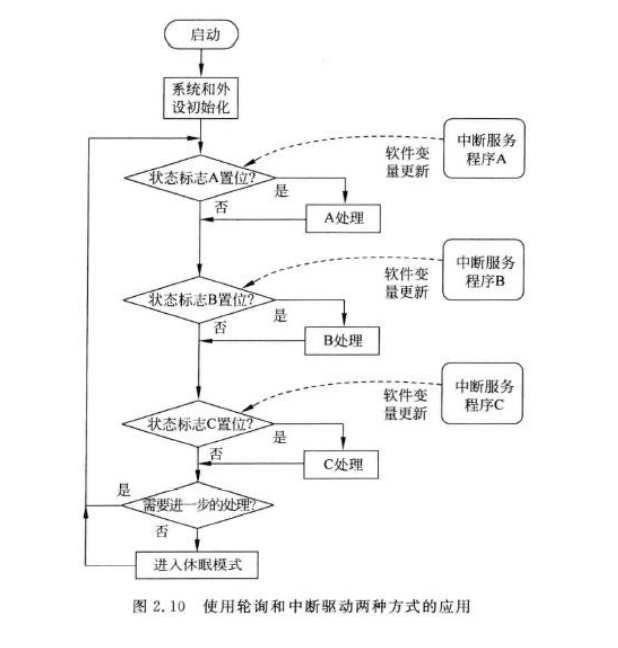 启动
系统和外
设初始化
中断服务
程序A
软件变
量更新
状态标志A置位?
是
否
A处理
中断服务
程序B
软件变
量更新
状态标志B置位?
是
否
B处理
中断服务
程序C
软件变
量更新
状态标志C置位?
是
否
C处理
是
需要进一步的处理?
否
进入休眠模式
图 2.10 使用轮询和中断驱动两种方式的应用